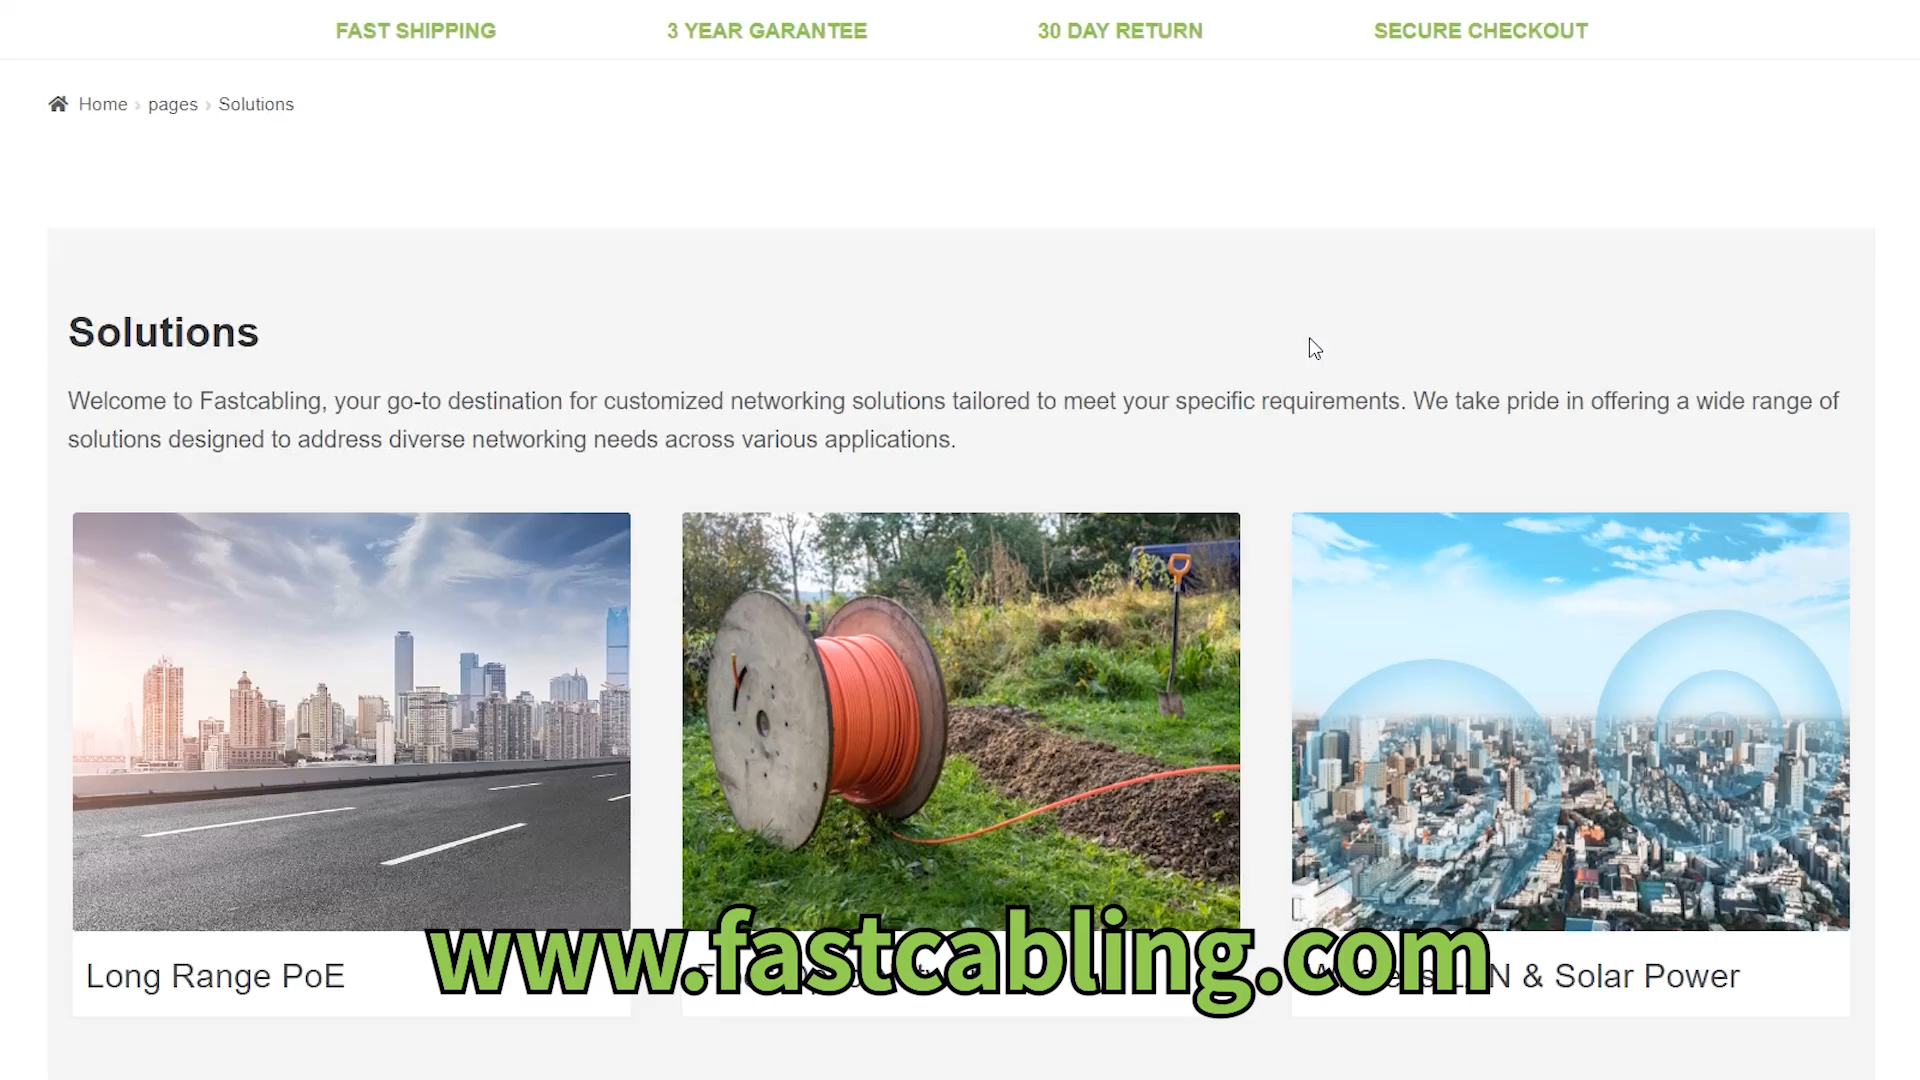 FAST SHIPPING
3 YEAR GARANTEE
30 DAY RETURN
SECURE CHECKOUT
Home › pages › Solutions
Solutions
Welcome to Fastcabling, your go-to destination for customized networking solutions tailored to meet your specific requirements. We take pride in offering a wide range of
solutions designed to address diverse networking needs across various applications.
Long Range PoE
& Solar Power
www.fastcabling.com